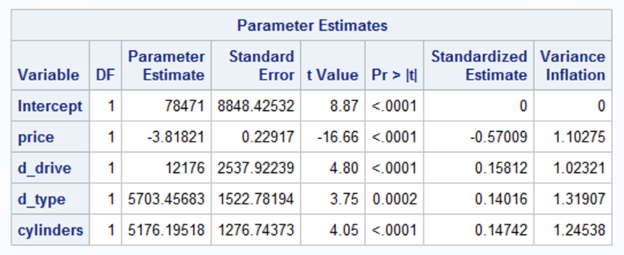 Parameter Estimates
Variable DF Parameter Estimate Standard Error t Value Pr > |t| Standardized Estimate Variance Inflation
Intercept 1 78471 8848.42532 8.87 <.0001 0 0
price 1 -3.81821 0.22917 -16.66 <.0001 -0.57009 1.10275
d_drive 1 12176 2537.92239 4.80 <.0001 0.15812 1.02321
d_type 1 5703.45683 1522.78194 3.75 0.0002 0.14016 1.31907
cylinders 1 5176.19518 1276.74373 4.05 <.0001 0.14742 1.24538